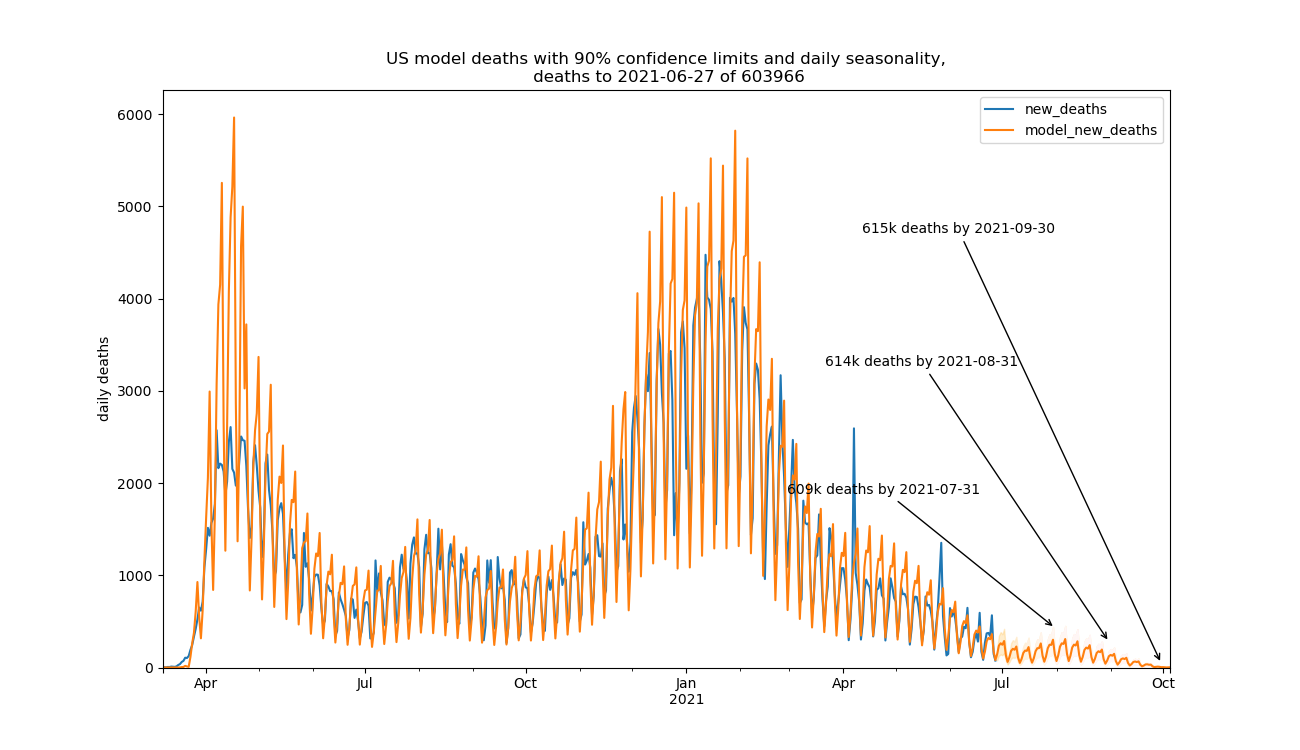 US model deaths with 90% confidence limits and daily seasonality,
deaths to 2021-06-27 of 603966
new_deaths
model_new_deaths
6000
5000
4000
3000
2000
1000
0
daily deaths
615k deaths by 2021-09-30
614k deaths by 2021-08-31
609k deaths by 2021-07-31
Apr Jul Oct Jan Apr Jul Oct
2021